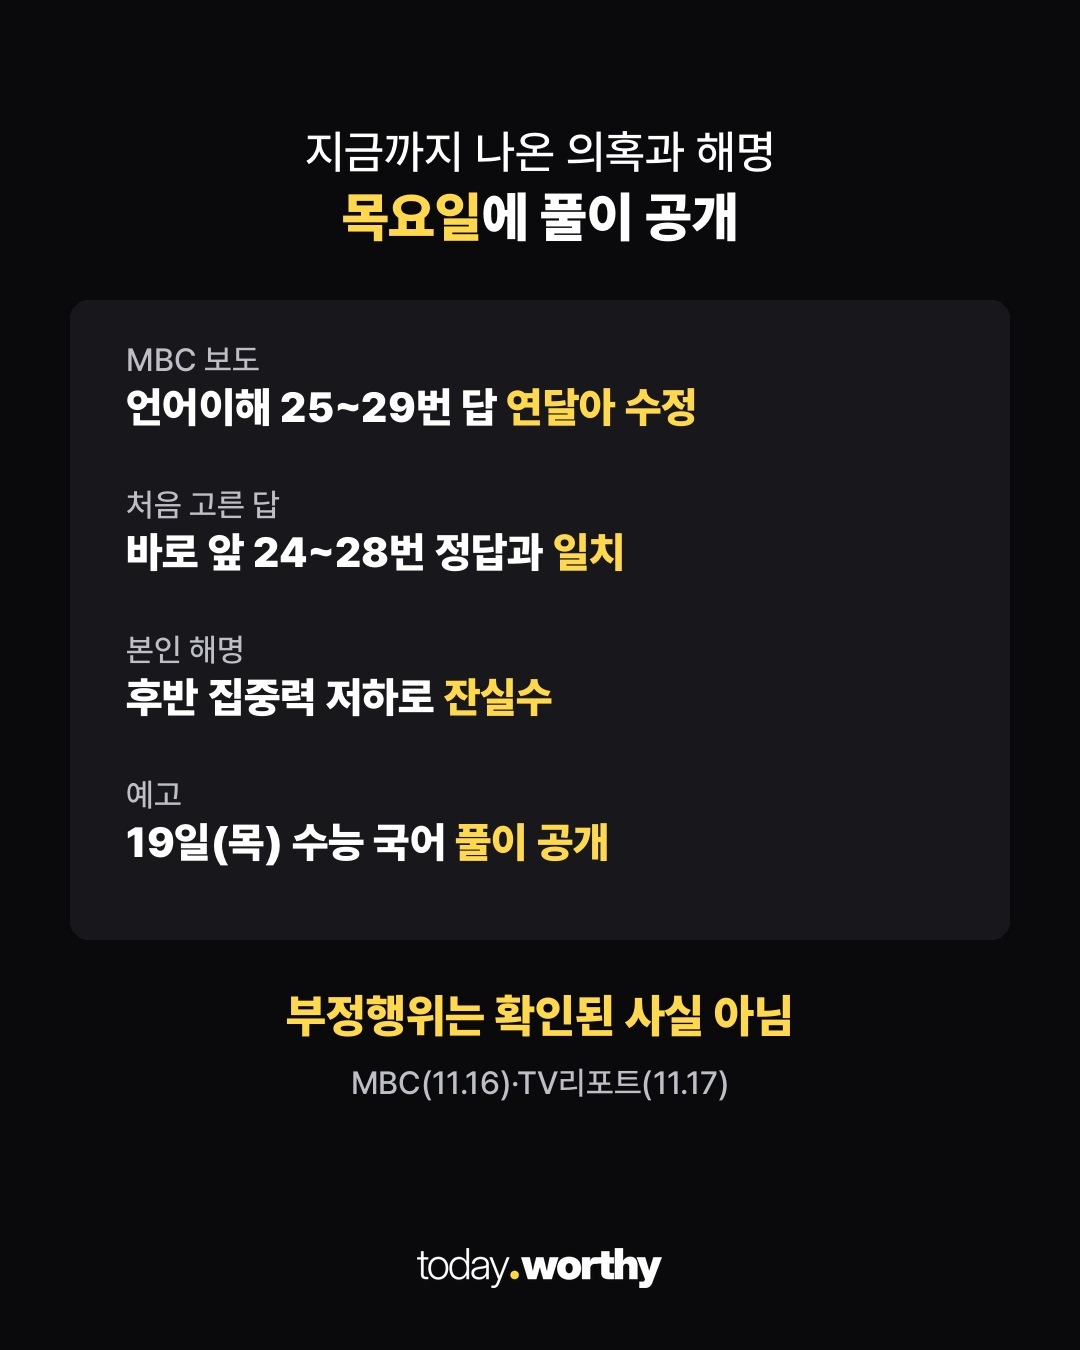 지금까지 나온 의혹과 해명
목요일에 풀이 공개
MBC 보도
언어이해 25~29번 답 연달아 수정
처음 고른 답
바로 앞 24~28번 정답과 일치
본인 해명
후반 집중력 저하로 잔실수
예고
19일(목) 수능 국어 풀이 공개
부정행위는 확인된 사실 아님
MBC(11.16)·TV리포트(11.17)
today.worthy